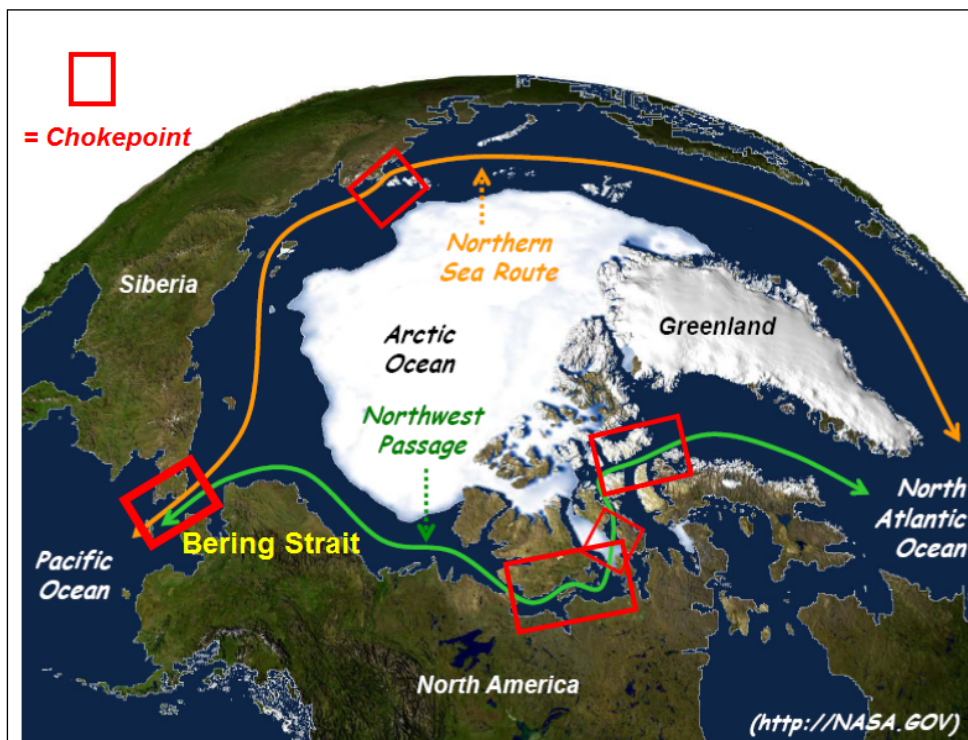 = Chokepoint
Northern
Sea Route
Siberia
Greenland
Arctic
Ocean
Northwest
Passage
Bering Strait
Pacific
Ocean
North
Atlantic
Ocean
North America
(http://NASA.GOV)